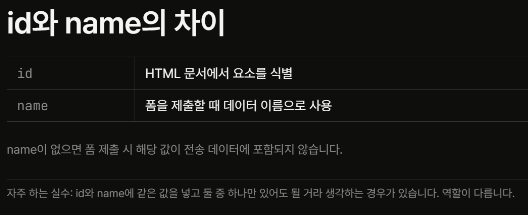 id와 name의 차이
id HTML 문서에서 요소를 식별
name 폼을 제출할 때 데이터 이름으로 사용
name이 없으면 폼 제출 시 해당 값이 전송 데이터에 포함되지 않습니다.
자주 하는 실수: id와 name에 같은 값을 넣고 둘 중 하나만 있어도 될 거라 생각하는 경우가 있습니다. 역할이 다릅니다.